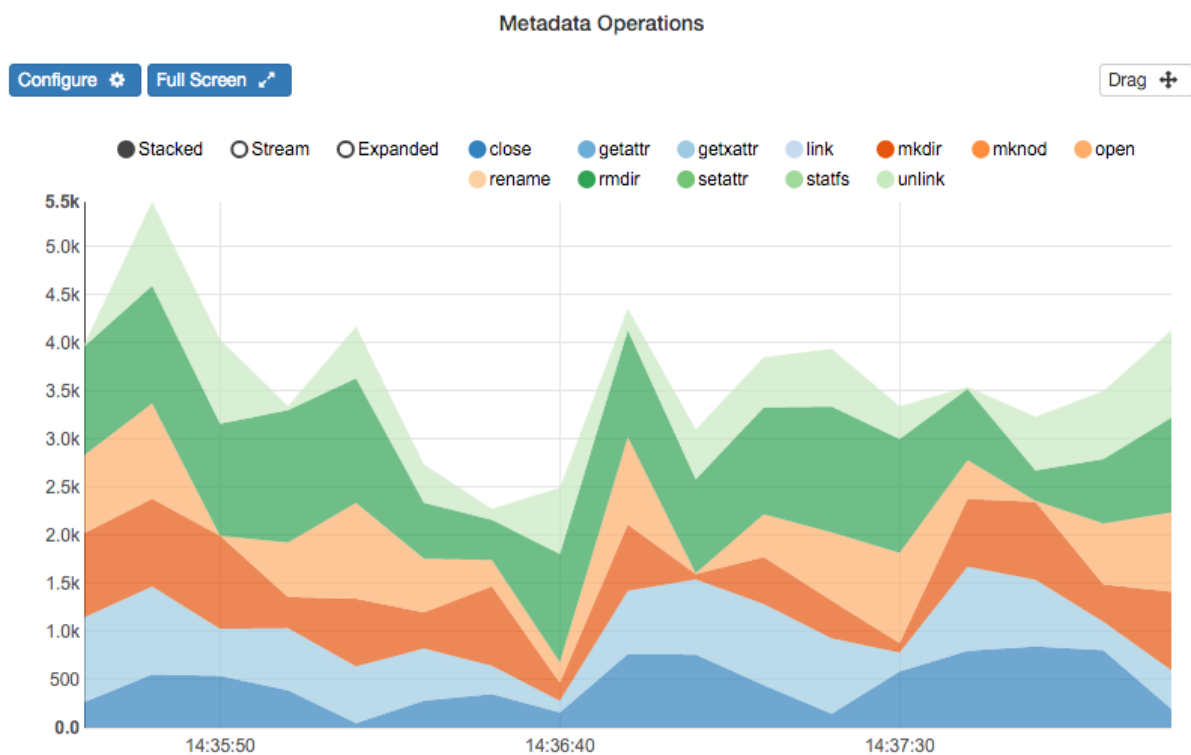 Metadata Operations
Configure
Full Screen
Drag
Stacked Stream Expanded close getattr getxattr link mkdir mknod open
rename rmdir setattr statfs unlink
5.5k
5.0k
4.5k
4.0k
3.5k
3.0k
2.5k
2.0k
1.5k
1.0k
500
0.0
14:35:50 14:36:40 14:37:30